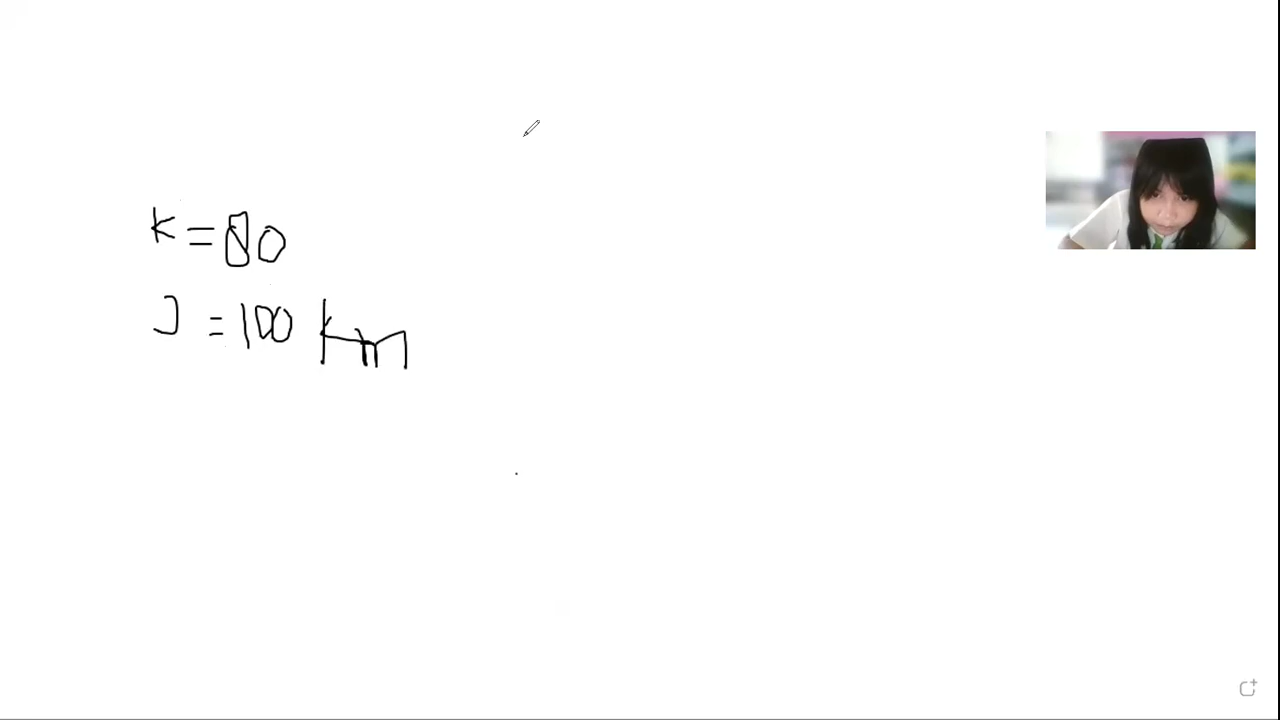 K = 80
J = 100 km